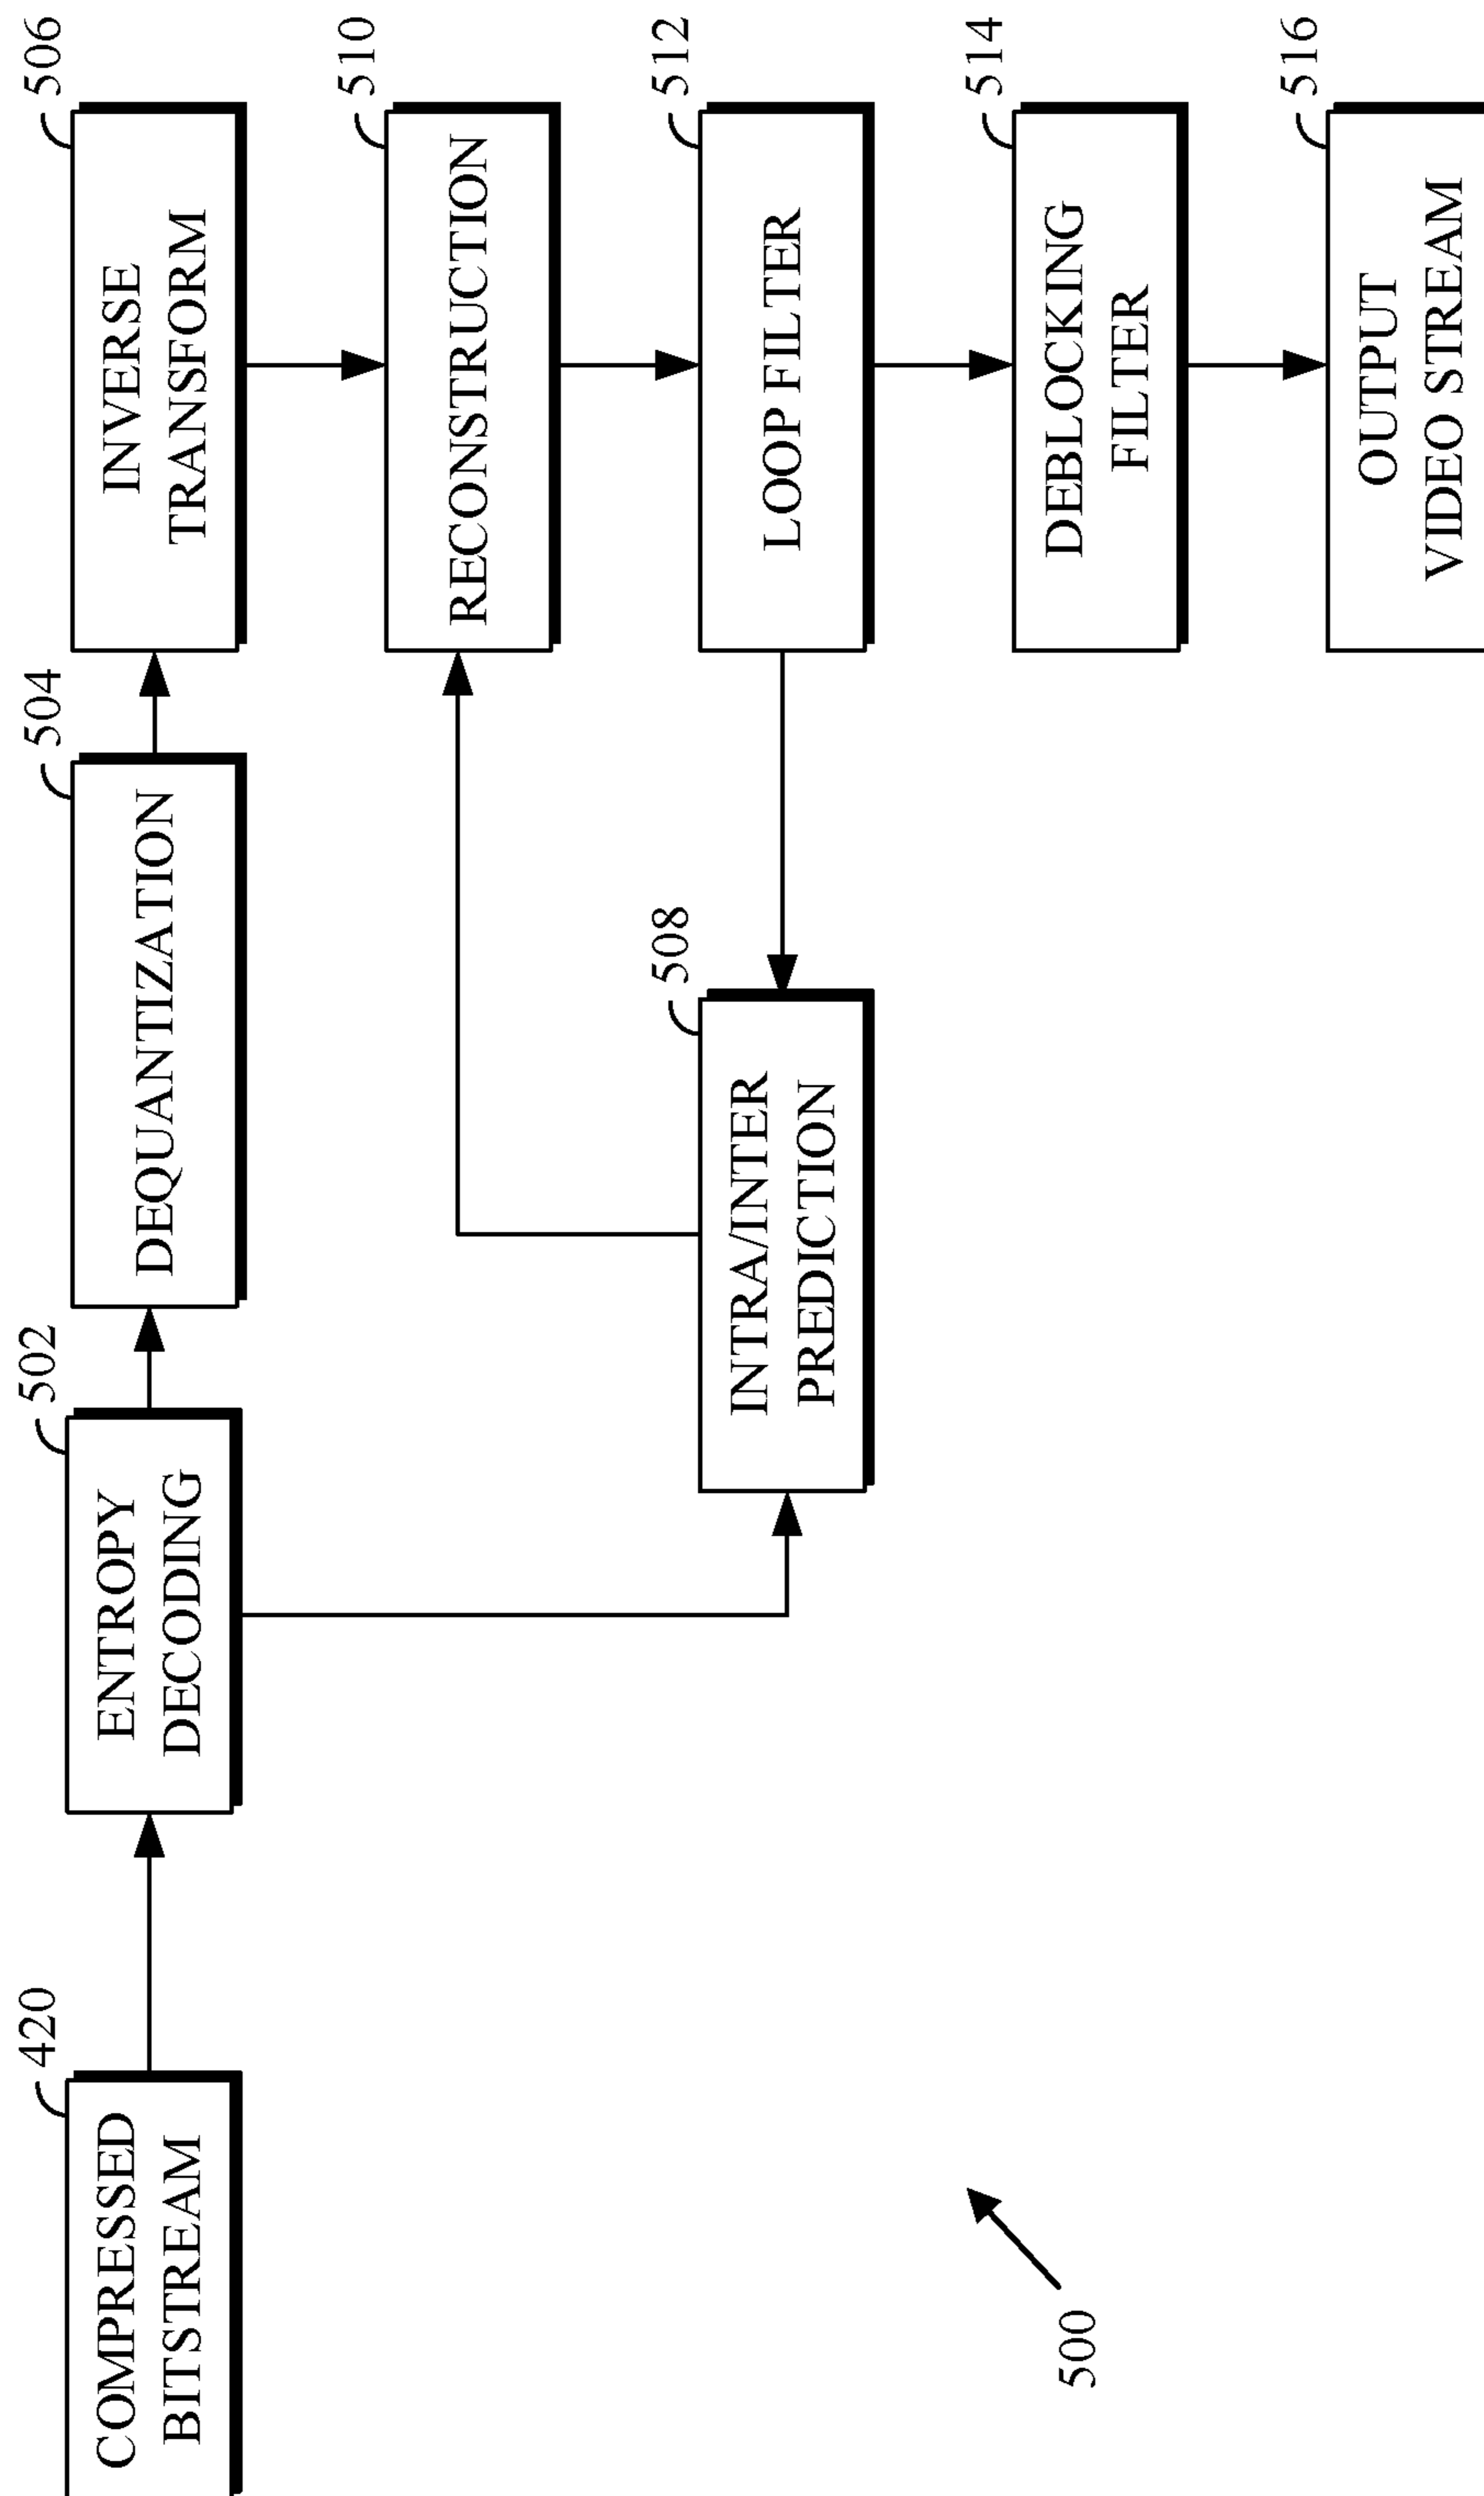 420
COMPRESSED
BITSTREAM
502
ENTROPY
DECODING
504
DEQUANTIZATION
506
INVERSE
TRANSFORM
510
RECONSTRUCTION
508
INTRA/INTER
PREDICTION
512
LOOP FILTER
514
DEBLOCKING
FILTER
516
OUTPUT
VIDEO STREAM
500